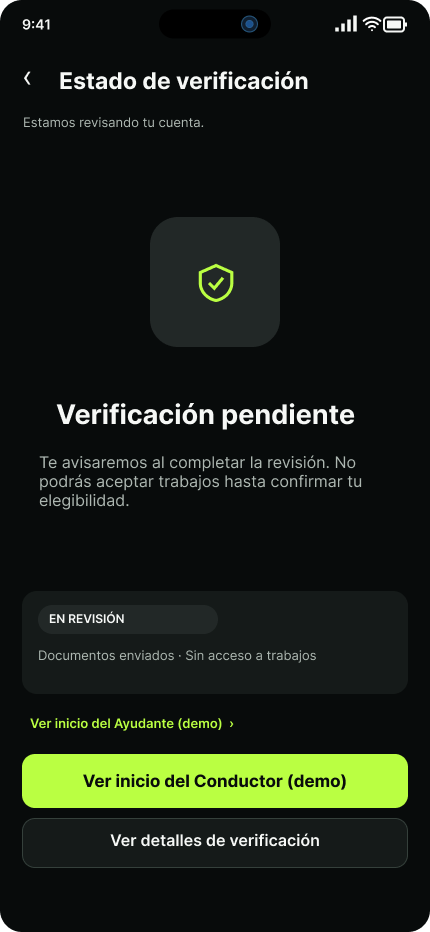 9:41
‹ Estado de verificación
Estamos revisando tu cuenta.
Verificación pendiente
Te avisaremos al completar la revisión. No
podrás aceptar trabajos hasta confirmar tu
elegibilidad.
EN REVISIÓN
Documentos enviados · Sin acceso a trabajos
Ver inicio del Ayudante (demo) ›
Ver inicio del Conductor (demo)
Ver detalles de verificación